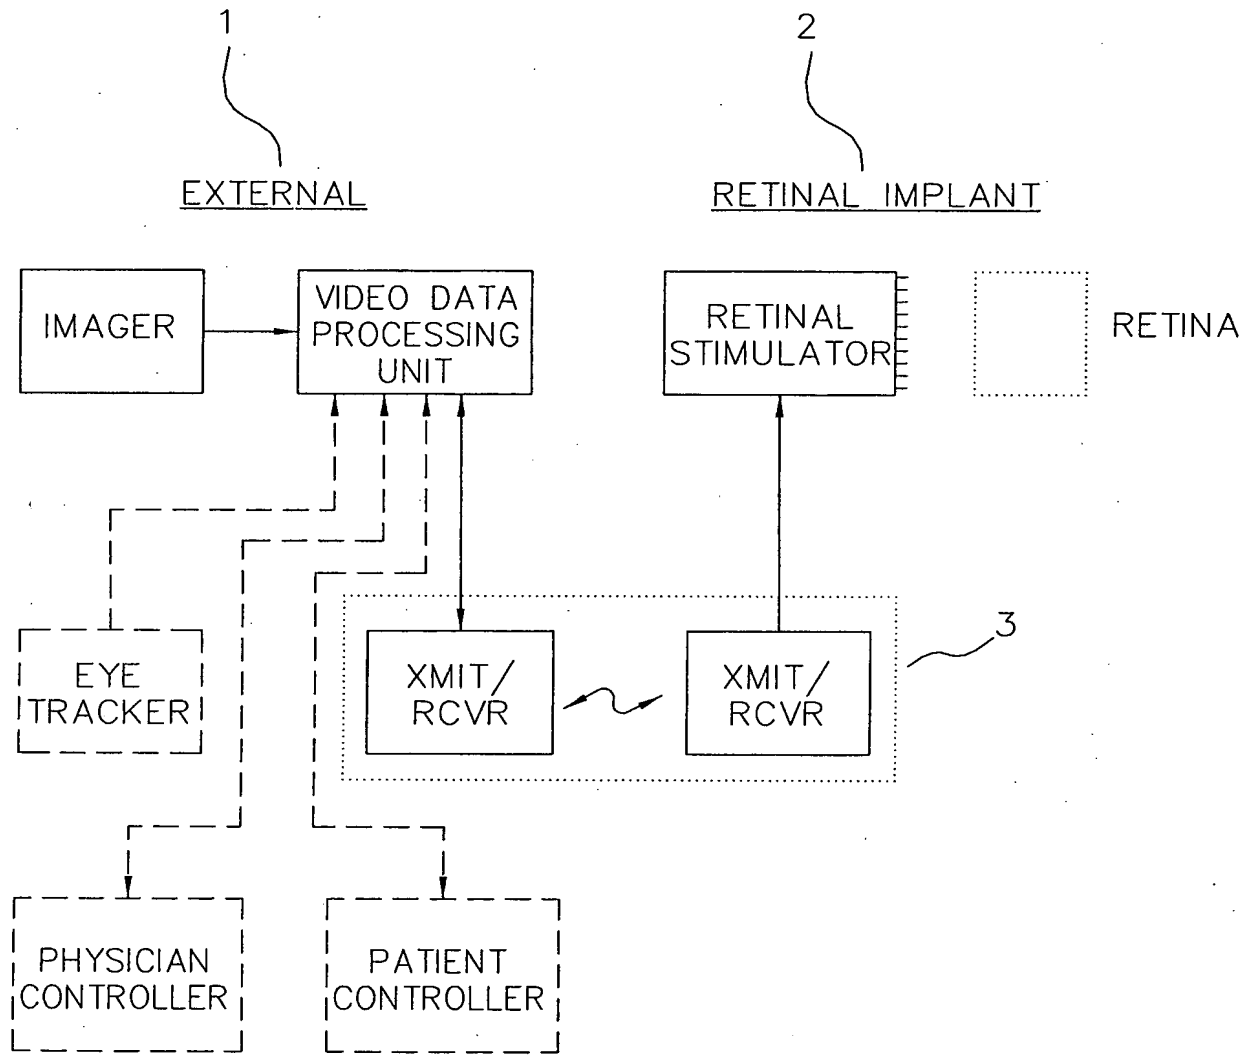 1
2
EXTERNAL
RETINAL IMPLANT
IMAGER
VIDEO DATA
PROCESSING
UNIT
RETINAL
STIMULATOR
RETINA
3
EYE
TRACKER
XMIT/
RCVR
XMIT/
RCVR
PHYSICIAN
CONTROLLER
PATIENT
CONTROLLER